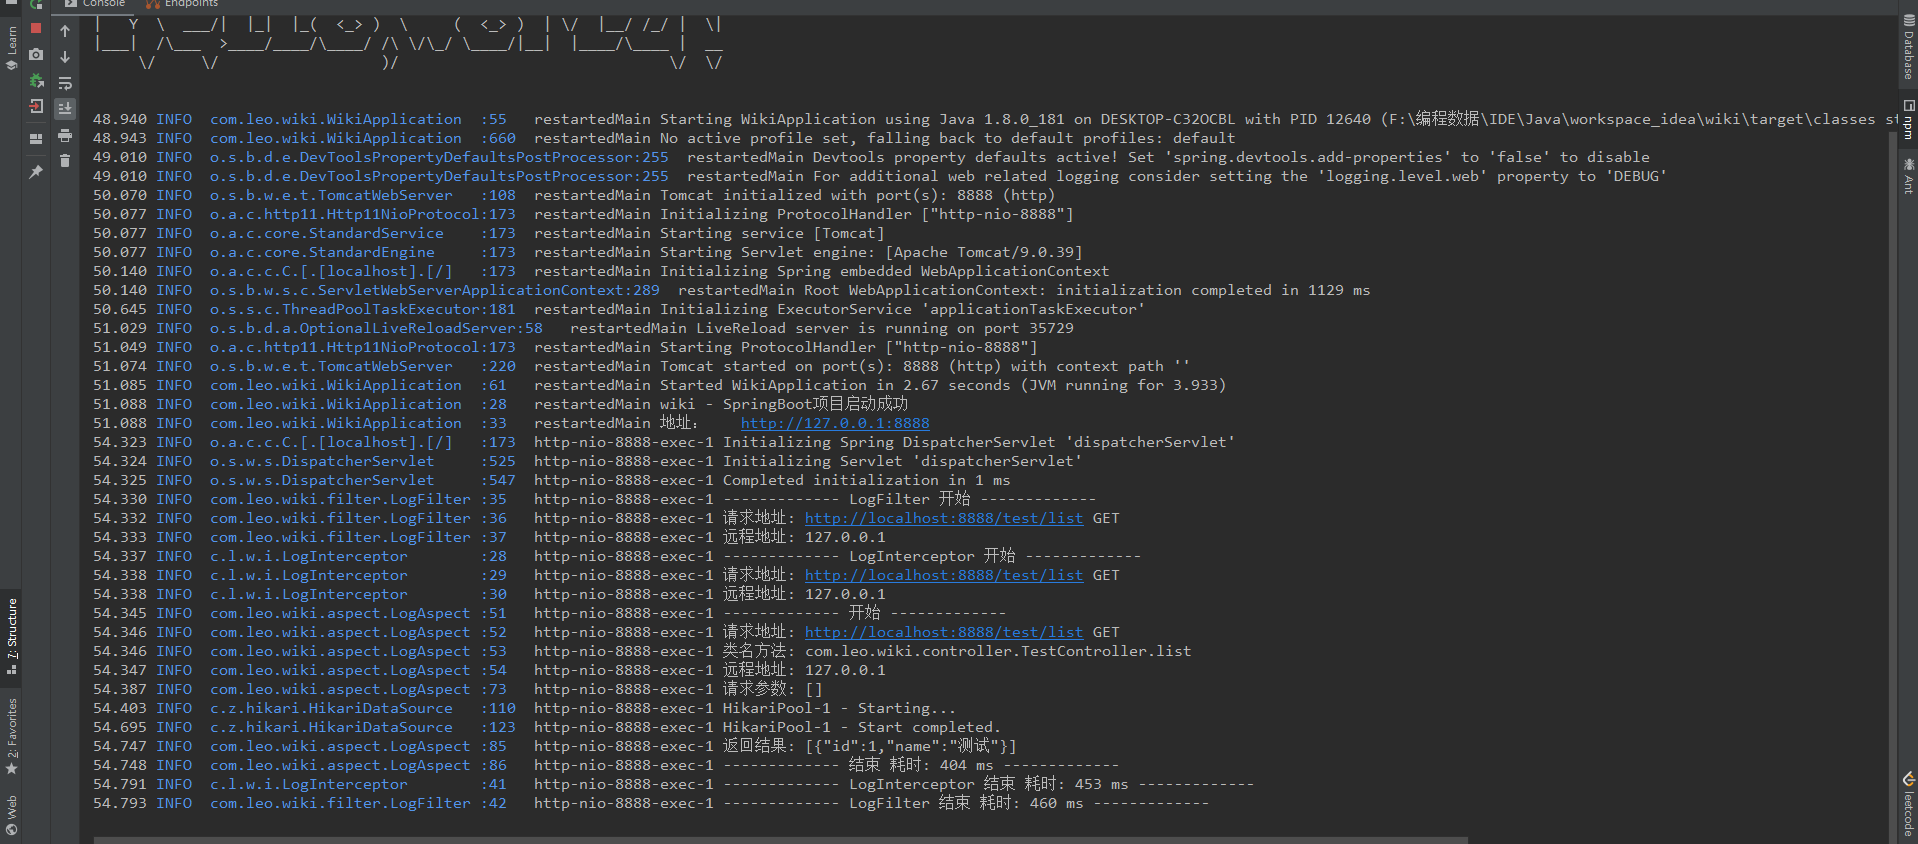 Console Endpoints
48.940 INFO  com.leo.wiki.WikiApplication  :55   restartedMain Starting WikiApplication using Java 1.8.0_181 on DESKTOP-C32OCBL with PID 12640 (F:\编程数据\IDE\Java\workspace_idea\wiki\target\classes st
48.943 INFO  com.leo.wiki.WikiApplication  :660  restartedMain No active profile set, falling back to default profiles: default
49.010 INFO  o.s.b.d.e.DevToolsPropertyDefaultsPostProcessor:255  restartedMain Devtools property defaults active! Set 'spring.devtools.add-properties' to 'false' to disable
49.010 INFO  o.s.b.d.e.DevToolsPropertyDefaultsPostProcessor:255  restartedMain For additional web related logging consider setting the 'logging.level.web' property to 'DEBUG'
50.070 INFO  o.s.b.w.e.t.TomcatWebServer   :108  restartedMain Tomcat initialized with port(s): 8888 (http)
50.077 INFO  o.a.c.http11.Http11NioProtocol:173  restartedMain Initializing ProtocolHandler ["http-nio-8888"]
50.077 INFO  o.a.c.core.StandardService    :173  restartedMain Starting service [Tomcat]
50.077 INFO  o.a.c.core.StandardEngine     :173  restartedMain Starting Servlet engine: [Apache Tomcat/9.0.39]
50.140 INFO  o.a.c.c.C.[.[localhost].[/]   :173  restartedMain Initializing Spring embedded WebApplicationContext
50.140 INFO  o.s.b.w.s.c.ServletWebServerApplicationContext:289  restartedMain Root WebApplicationContext: initialization completed in 1129 ms
50.645 INFO  o.s.s.c.ThreadPoolTaskExecutor:181  restartedMain Initializing ExecutorService 'applicationTaskExecutor'
51.029 INFO  o.s.b.d.a.OptionalLiveReloadServer:58   restartedMain LiveReload server is running on port 35729
51.049 INFO  o.a.c.http11.Http11NioProtocol:173  restartedMain Starting ProtocolHandler ["http-nio-8888"]
51.074 INFO  o.s.b.w.e.t.TomcatWebServer   :220  restartedMain Tomcat started on port(s): 8888 (http) with context path ''
51.085 INFO  com.leo.wiki.WikiApplication  :61   restartedMain Started WikiApplication in 2.67 seconds (JVM running for 3.933)
51.088 INFO  com.leo.wiki.WikiApplication  :28   restartedMain wiki - SpringBoot项目启动成功
51.088 INFO  com.leo.wiki.WikiApplication  :33   restartedMain 地址:    http://127.0.0.1:8888
54.323 INFO  o.a.c.c.C.[.[localhost].[/]   :173  http-nio-8888-exec-1 Initializing Spring DispatcherServlet 'dispatcherServlet'
54.324 INFO  o.s.w.s.DispatcherServlet     :525  http-nio-8888-exec-1 Initializing Servlet 'dispatcherServlet'
54.325 INFO  o.s.w.s.DispatcherServlet     :547  http-nio-8888-exec-1 Completed initialization in 1 ms
54.330 INFO  com.leo.wiki.filter.LogFilter :35   http-nio-8888-exec-1 ------------- LogFilter 开始 -------------
54.332 INFO  com.leo.wiki.filter.LogFilter :36   http-nio-8888-exec-1 请求地址: http://localhost:8888/test/list GET
54.333 INFO  com.leo.wiki.filter.LogFilter :37   http-nio-8888-exec-1 远程地址: 127.0.0.1
54.337 INFO  c.l.w.i.LogInterceptor        :28   http-nio-8888-exec-1 ------------- LogInterceptor 开始 -------------
54.338 INFO  c.l.w.i.LogInterceptor        :29   http-nio-8888-exec-1 请求地址: http://localhost:8888/test/list GET
54.338 INFO  c.l.w.i.LogInterceptor        :30   http-nio-8888-exec-1 远程地址: 127.0.0.1
54.345 INFO  com.leo.wiki.aspect.LogAspect :51   http-nio-8888-exec-1 ------------- 开始 -------------
54.346 INFO  com.leo.wiki.aspect.LogAspect :52   http-nio-8888-exec-1 请求地址: http://localhost:8888/test/list GET
54.346 INFO  com.leo.wiki.aspect.LogAspect :53   http-nio-8888-exec-1 类名方法: com.leo.wiki.controller.TestController.list
54.347 INFO  com.leo.wiki.aspect.LogAspect :54   http-nio-8888-exec-1 远程地址: 127.0.0.1
54.387 INFO  com.leo.wiki.aspect.LogAspect :73   http-nio-8888-exec-1 请求参数: []
54.403 INFO  c.z.hikari.HikariDataSource   :110  http-nio-8888-exec-1 HikariPool-1 - Starting...
54.695 INFO  c.z.hikari.HikariDataSource   :123  http-nio-8888-exec-1 HikariPool-1 - Start completed.
54.747 INFO  com.leo.wiki.aspect.LogAspect :85   http-nio-8888-exec-1 返回结果: [{"id":1,"name":"测试"}]
54.748 INFO  com.leo.wiki.aspect.LogAspect :86   http-nio-8888-exec-1 ------------- 结束 耗时: 404 ms -------------
54.791 INFO  c.l.w.i.LogInterceptor        :41   http-nio-8888-exec-1 ------------- LogInterceptor 结束 耗时: 453 ms -------------
54.793 INFO  com.leo.wiki.filter.LogFilter :42   http-nio-8888-exec-1 ------------- LogFilter 结束 耗时: 460 ms -------------
Learn
Z: Structure
2: Favorites
Web
Database
npm
Ant
leetcode